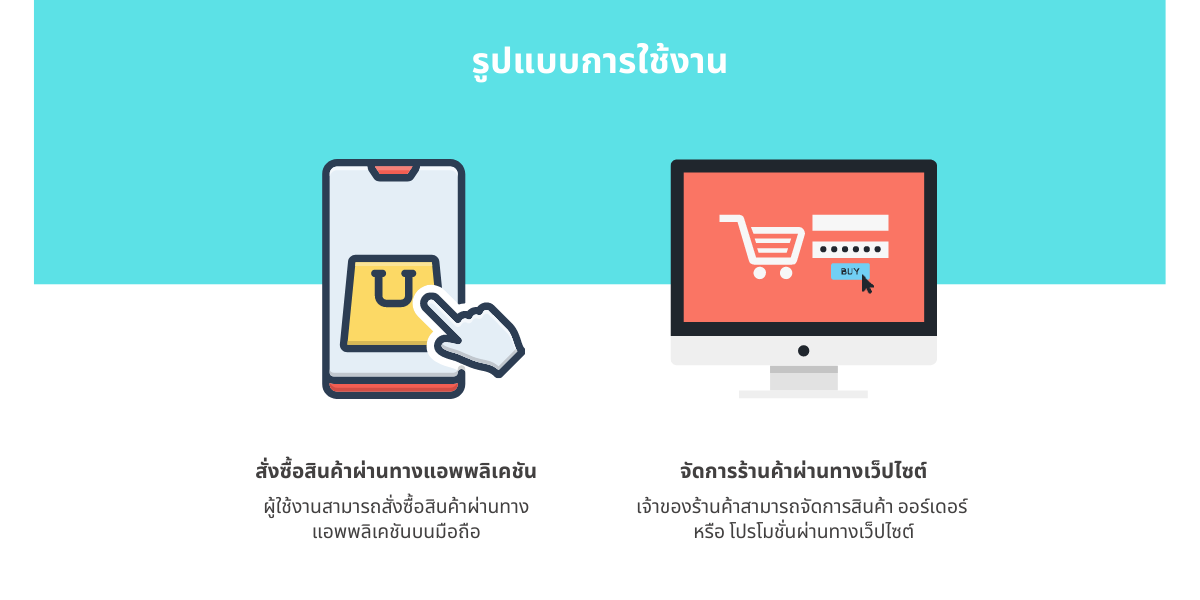 รูปแบบการใช้งาน
BUY
สั่งซื้อสินค้าผ่านทางแอพพลิเคชัน
ผู้ใช้งานสามารถสั่งซื้อสินค้าผ่านทาง
แอพพลิเคชันบนมือถือ
จัดการร้านค้าผ่านทางเว็ปไซต์
เจ้าของร้านค้าสามารถจัดการสินค้า ออร์เดอร์
หรือ โปรโมชั่นผ่านทางเว็ปไซต์